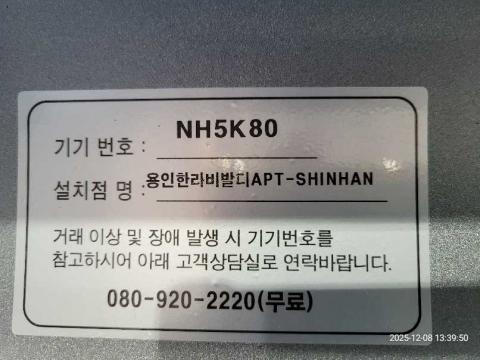 기기 번호 : NH5K80
설치점 명 : 용인한라비발디APT-SHINHAN
거래 이상 및 장애 발생 시 기기번호를
참고하시어 아래 고객상담실로 연락바랍니다.
080-920-2220(무료)
2025-12-08 13:39:50